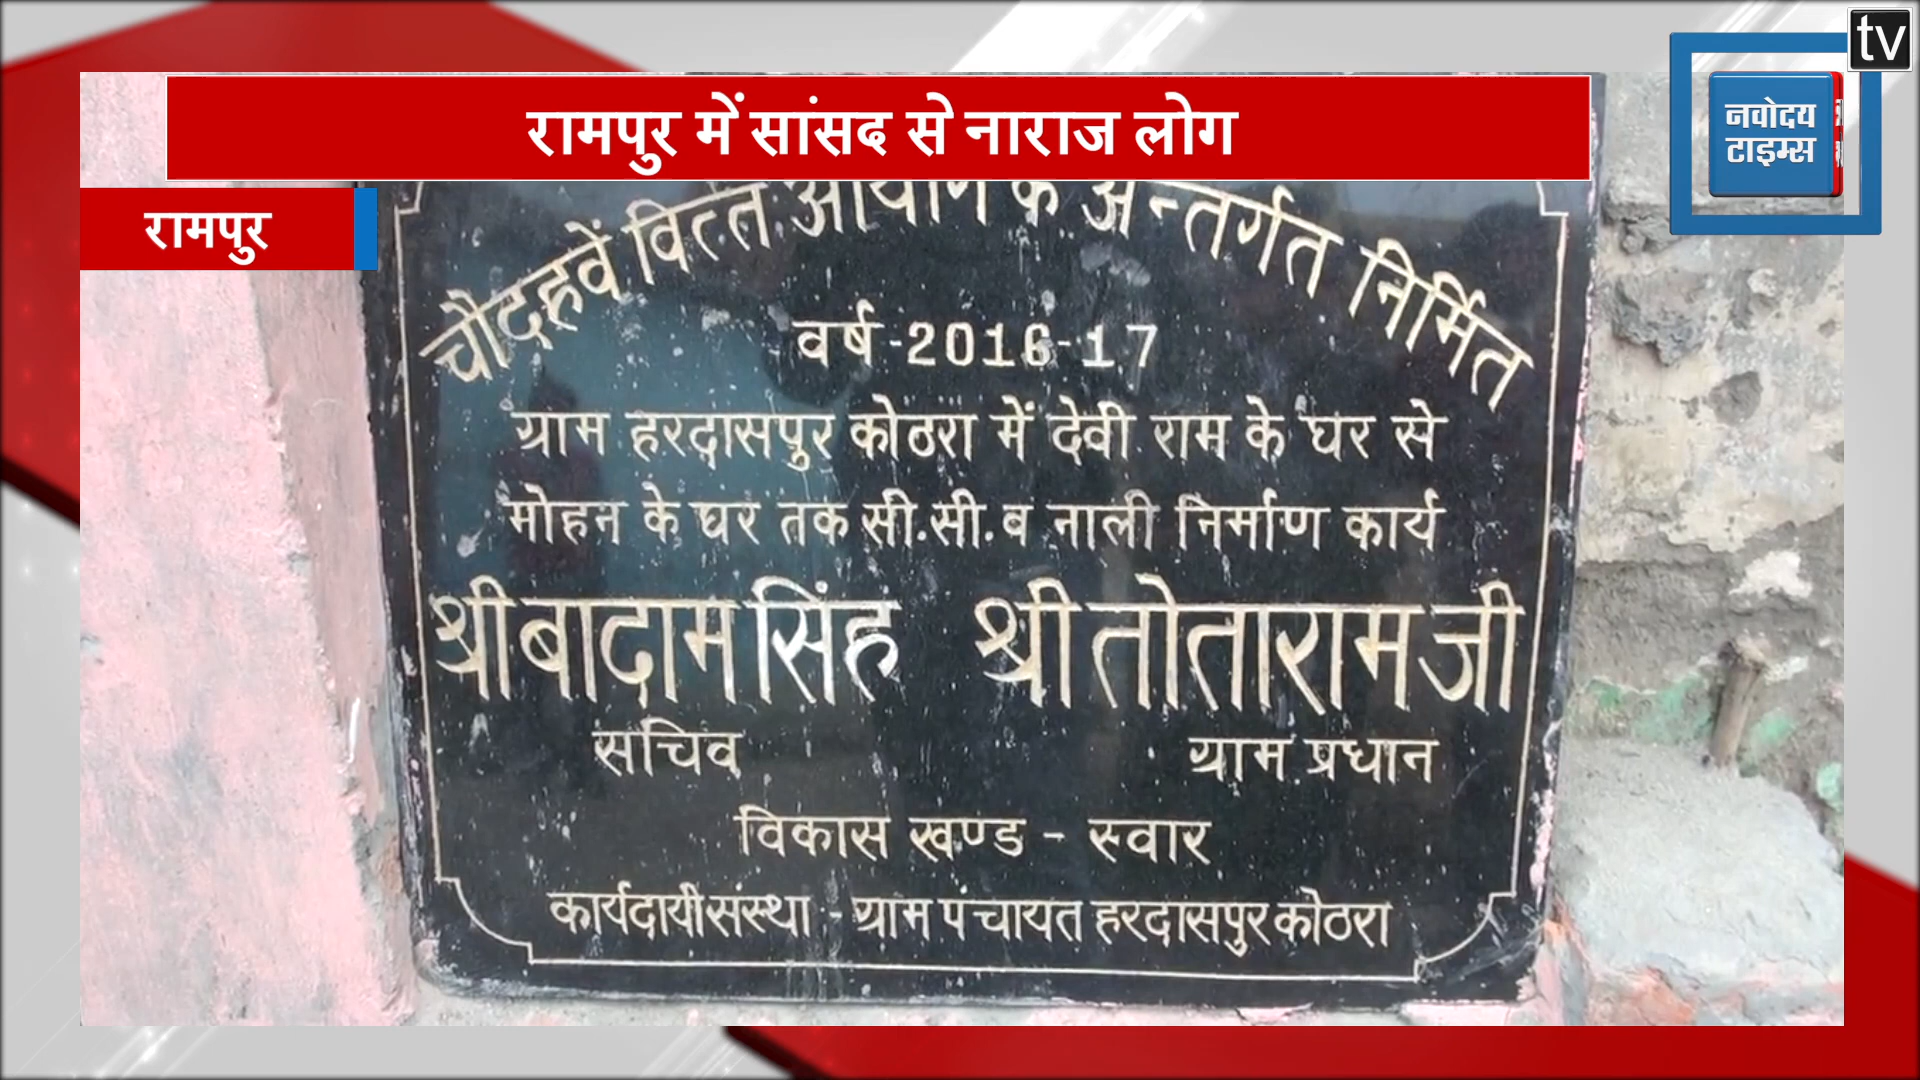 tv
रामपुर में सांसद से नाराज लोग
नवोदय
टाइम्स
रामपुर
चौदहवें वित्त आयोग के अन्तर्गत निर्मित
वर्ष-2016-17
ग्राम हरदासपुर कोठरा में देवी राम के घर से
मोहन के घर तक सी.सी. व नाली निर्माण कार्य
श्री बादाम सिंह श्री तोताराम जी
सचिव ग्राम प्रधान
विकास खण्ड - स्वार
कार्यदायी संस्था - ग्राम पंचायत हरदासपुर कोठरा